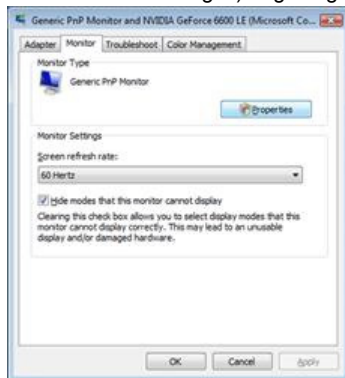 Generic PnP Monitor and NVIDIA GeForce 6600 LE (Microsoft Co...
Adapter Monitor Troubleshoot Color Management
Monitor Type
Generic PnP Monitor
Properties
Monitor Settings
Screen refresh rate:
60 Hertz
Hide modes that this monitor cannot display
Clearing this check box allows you to select display modes that this
monitor cannot display correctly. This may lead to an unusable
display and/or damaged hardware.
OK Cancel Apply